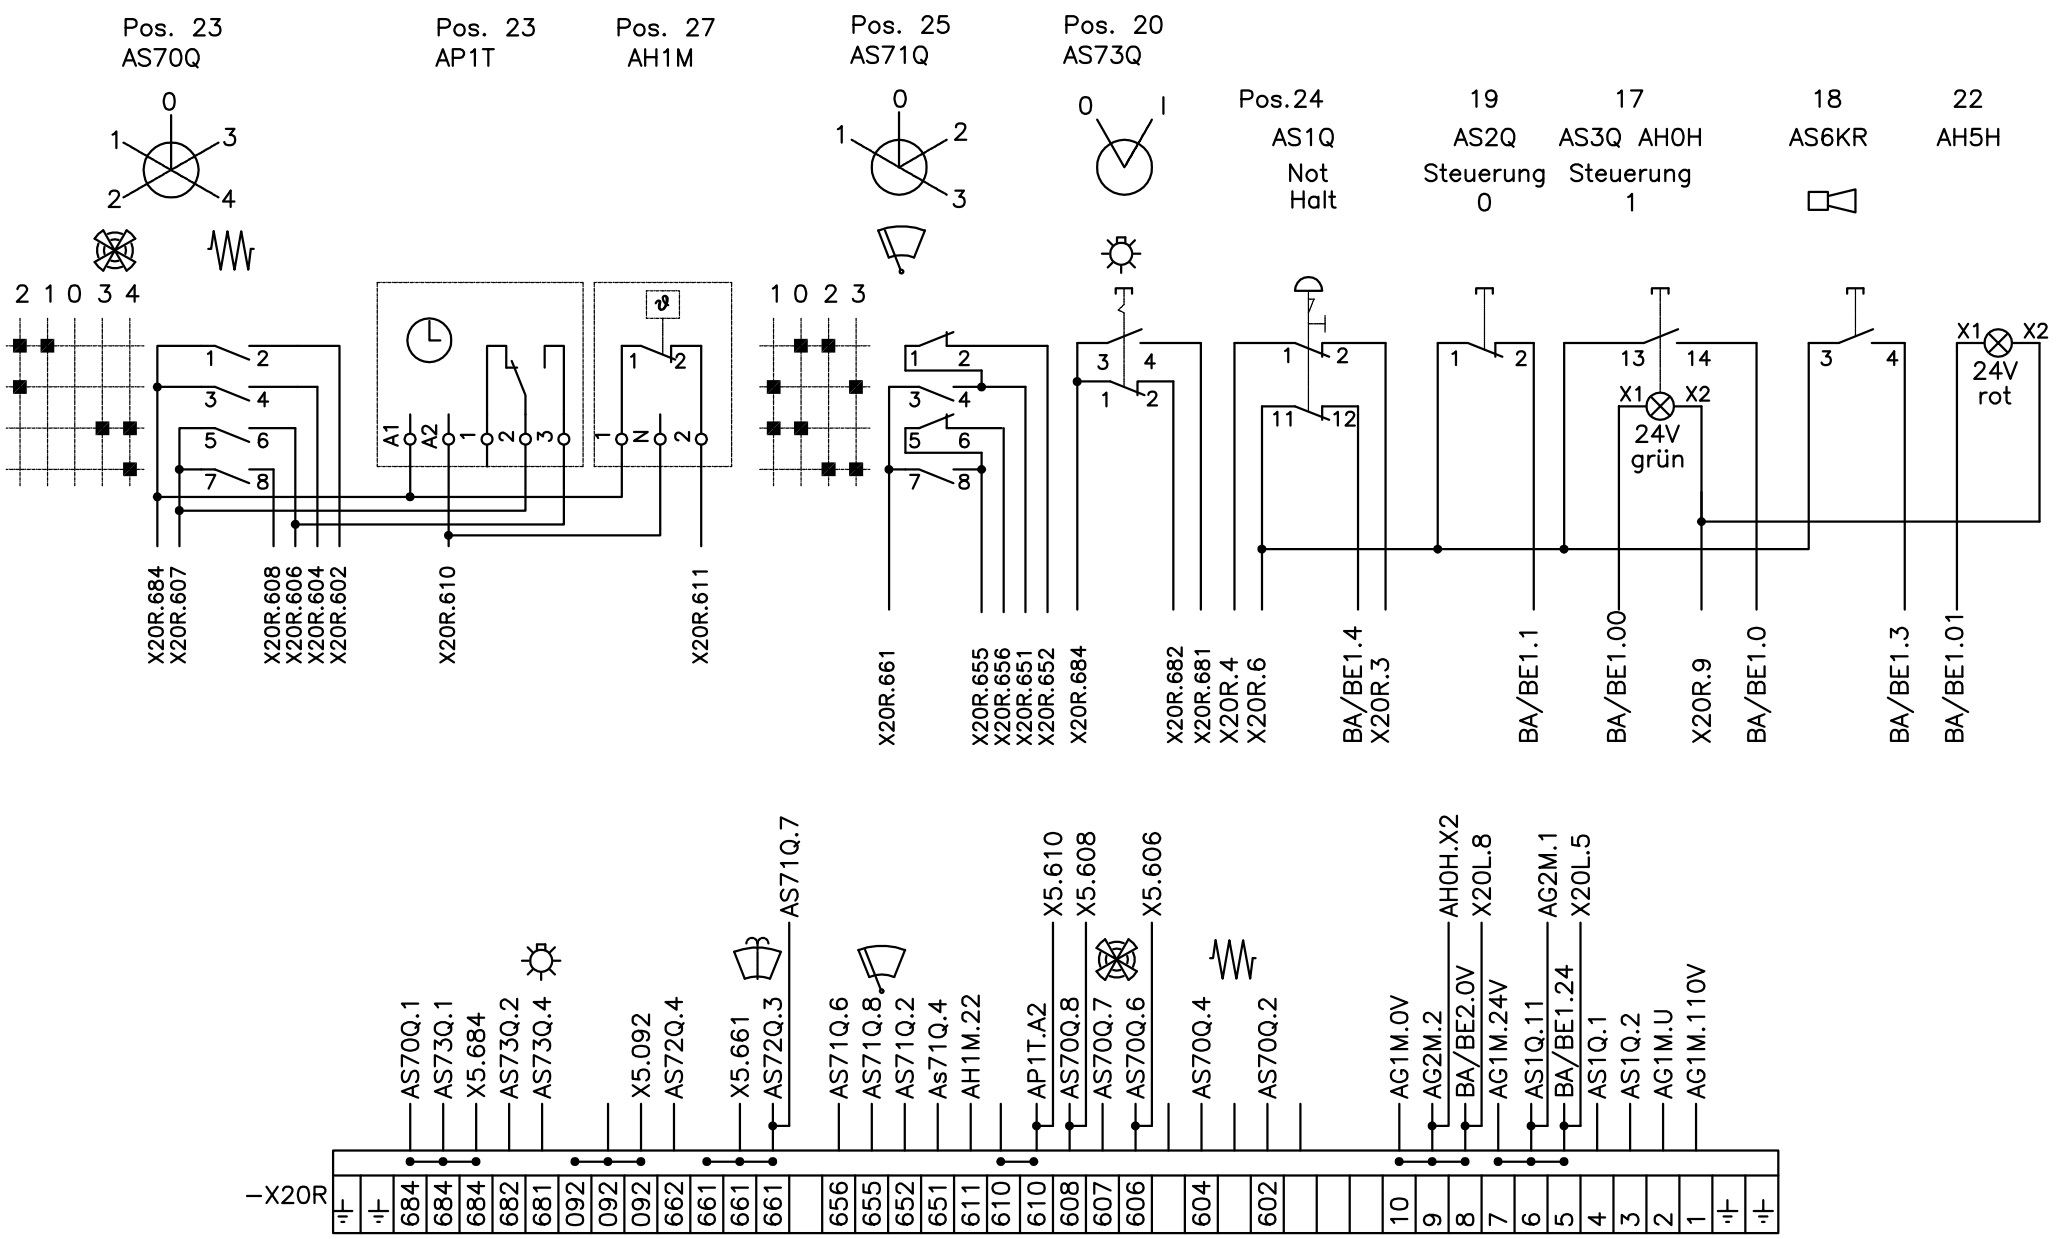 Pos. 23
AS70Q
Pos. 23
AP1T
Pos. 27
AH1M
Pos. 25
AS71Q
Pos. 20
AS73Q
Pos.24
AS1Q
Not
Halt
19
AS2Q
Steuerung
0
17
AS3Q AH0H
Steuerung
1
18
AS6KR
22
AH5H
0
1 3
2 4
0
1 2
3
0 I
2 1 0 3 4
1 2
3 4
5 6
7 8
A1 A2 1 2 3
ϑ
1 2
1 N 2
1 0 2 3
1 2
3 4
5 6
7 8
3 4
1 2
1 2
11 12
1 2
13 14
X1 X2
24V
grün
3 4
X1 X2
24V
rot
X20R.684
X20R.607
X20R.608
X20R.606
X20R.604
X20R.602
X20R.610
X20R.611
X20R.661
X20R.655
X20R.656
X20R.651
X20R.652
X20R.684
X20R.682
X20R.681
X20R.4
X20R.6
BA/BE1.4
X20R.3
BA/BE1.1
BA/BE1.00
X20R.9
BA/BE1.0
BA/BE1.3
BA/BE1.01
AS70Q.1
AS73Q.1
X5.684
AS73Q.2
AS73Q.4
X5.092
AS72Q.4
X5.661
AS72Q.3
AS71Q.7
AS71Q.6
AS71Q.8
AS71Q.2
As71Q.4
AH1M.22
AP1T.A2
X5.610
AS70Q.8
X5.608
AS70Q.7
AS70Q.6
X5.606
AS70Q.4
AS70Q.2
AG1M.0V
AG2M.2
AH0H.X2
BA/BE2.0V
X20L.8
AG1M.24V
AS1Q.11
AG2M.1
BA/BE1.24
X20L.5
AS1Q.1
AS1Q.2
AG1M.U
AG1M.110V
-X20R 684 684 684 682 681 092 092 092 662 661 661 661 656 655 652 651 611 610 610 608 607 606 604 602 10 9 8 7 6 5 4 3 2 1